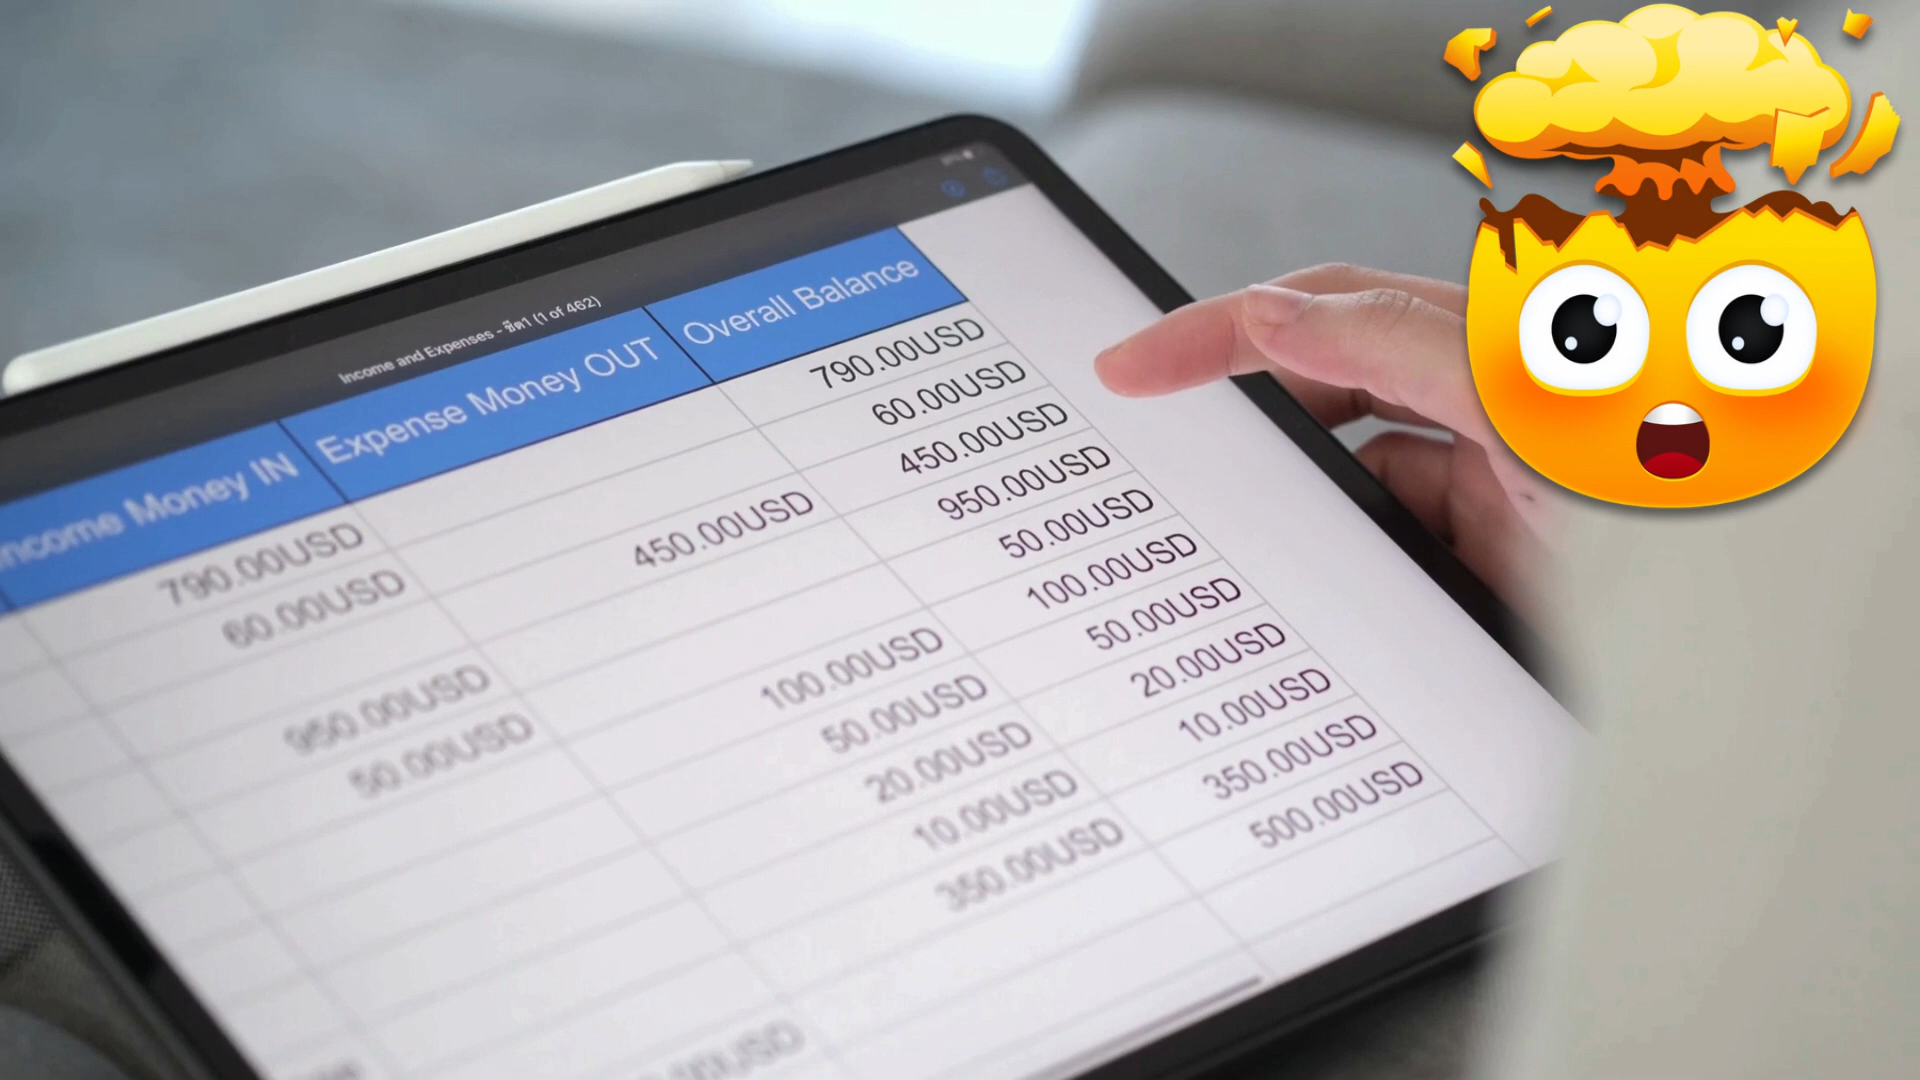 Income and Expenses - ชีต1 (1 of 462)
Income Money IN Expense Money OUT Overall Balance
790.00USD 790.00USD
60.00USD 60.00USD
450.00USD 450.00USD
950.00USD 950.00USD
50.00USD 50.00USD
100.00USD 100.00USD
50.00USD 50.00USD
20.00USD 20.00USD
10.00USD 10.00USD
350.00USD 350.00USD
500.00USD